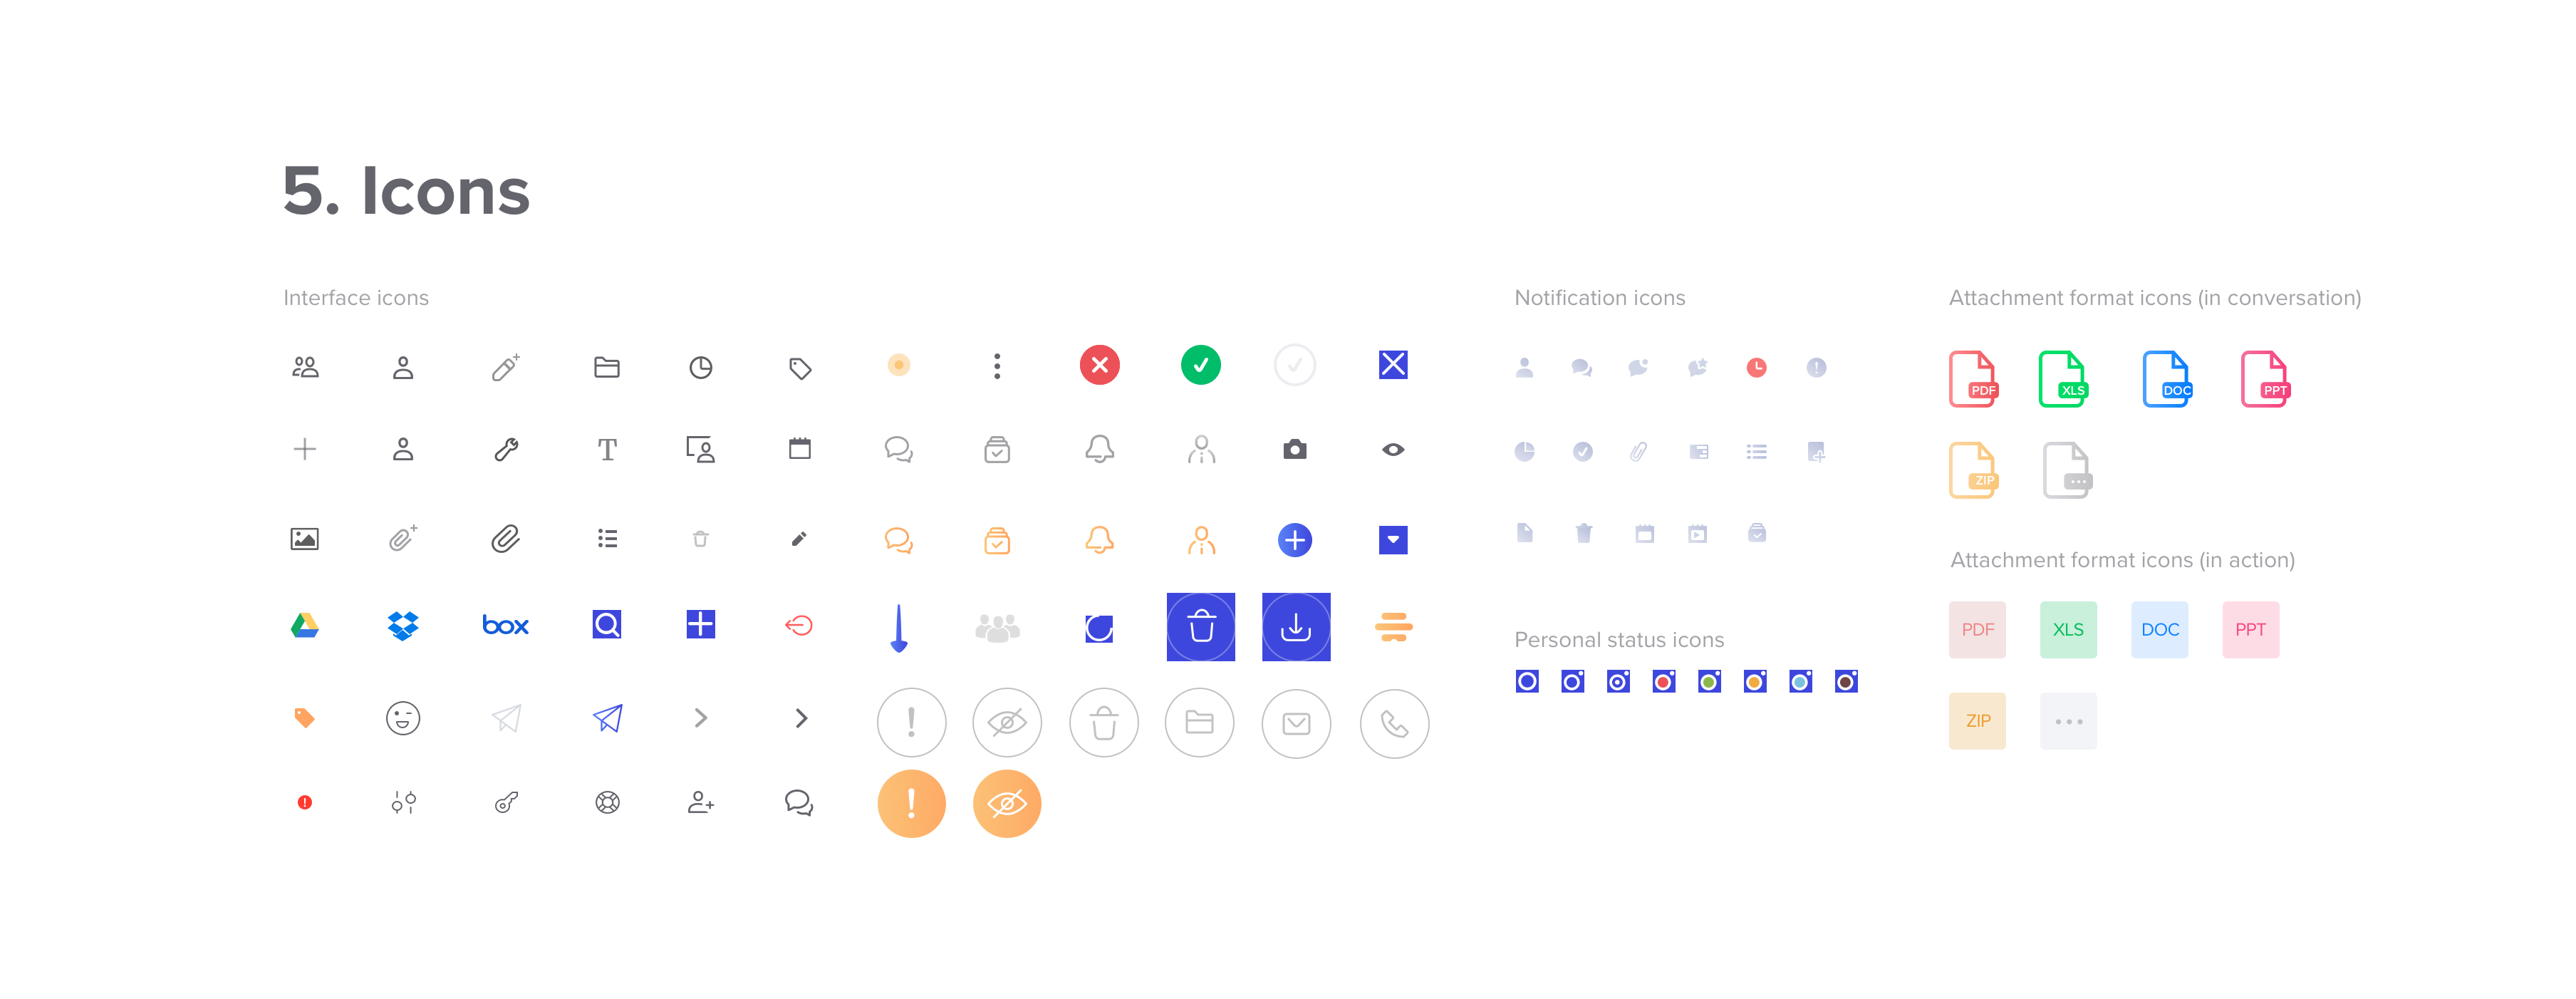 5. Icons
Interface icons
Notification icons
Attachment format icons (in conversation)
PDF
XLS
DOC
PPT
T
ZIP
box
Attachment format icons (in action)
PDF
XLS
DOC
PPT
Personal status icons
ZIP